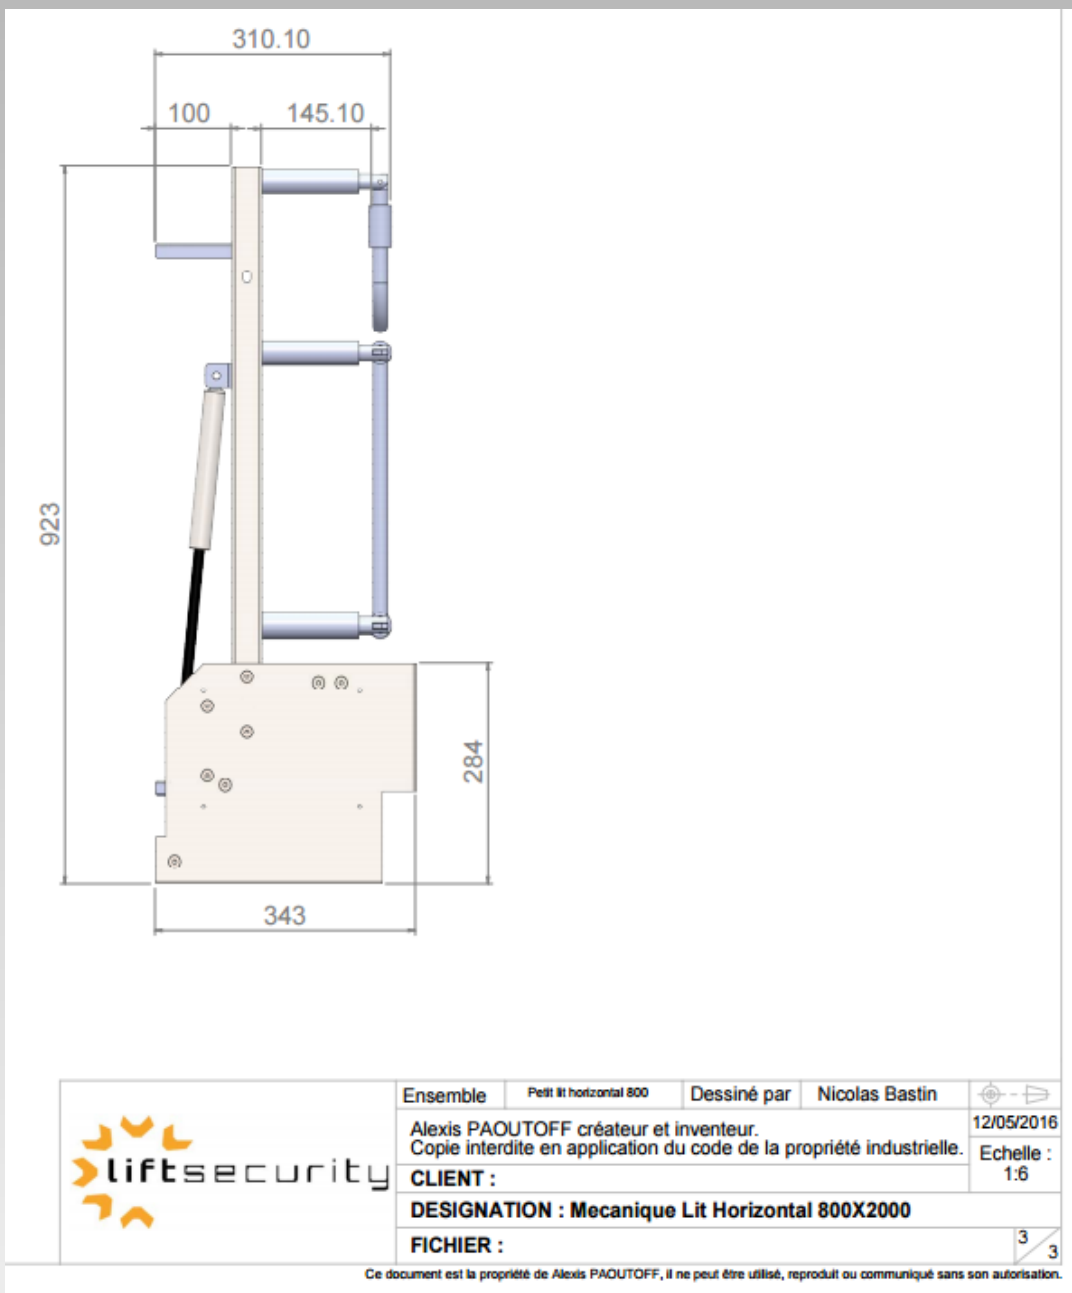 310.10
100
145.10
923
284
343
liftsecurity
Ensemble
Petit lit horizontal 800
Dessiné par
Nicolas Bastin
Alexis PAOUTOFF créateur et inventeur.
Copie interdite en application du code de la propriété industrielle.
12/05/2016
Echelle :
1:6
CLIENT :
DESIGNATION : Mecanique Lit Horizontal 800X2000
FICHIER :
3
3
Ce document est la propriété de Alexis PAOUTOFF, il ne peut être utilisé, reproduit ou communiqué sans son autorisation.